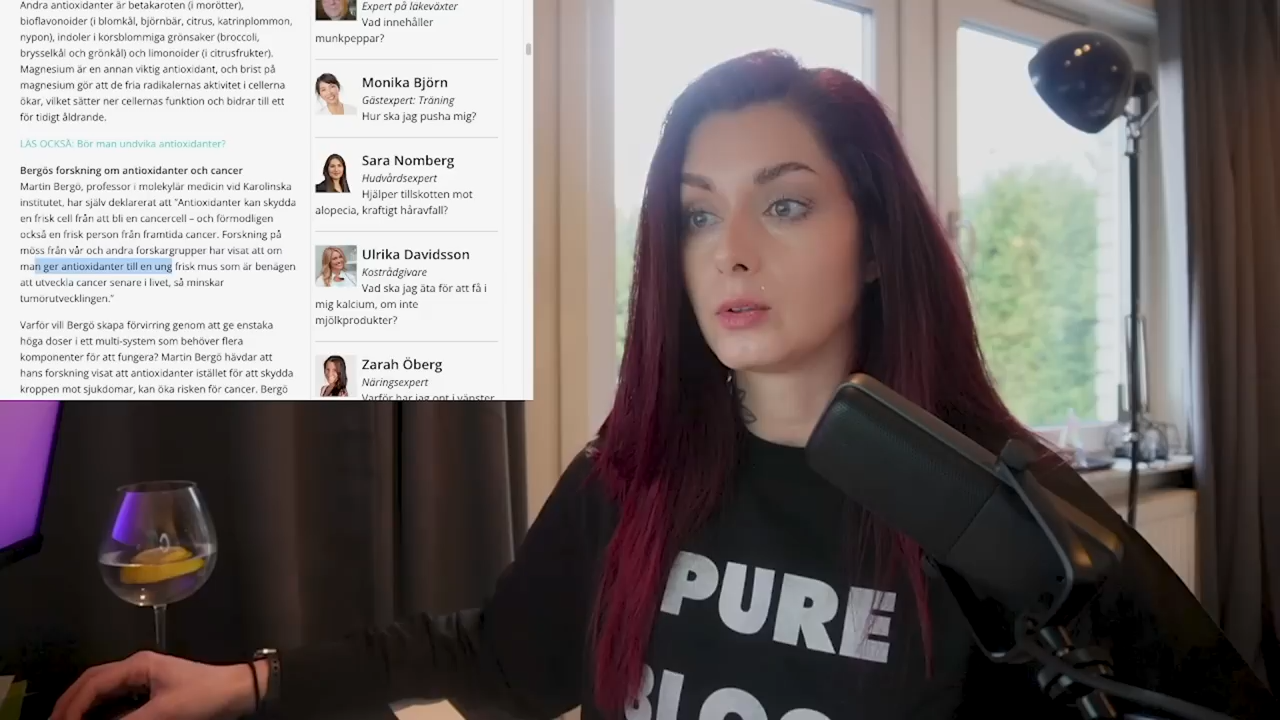 Andra antioxidanter är betakaroten (i morötter),
bioflavonoider (i blomkål, björnbär, citrus, katrinplommon,
nypon), indoler i korsblommiga grönsaker (broccoli,
brysselkål och grönkål) och limonoider (i citrusfrukter).
Magnesium är en annan viktig antioxidant, och brist på
magnesium gör att de fria radikalernas aktivitet i cellerna
ökar, vilket sätter ner cellernas funktion och bidrar till ett
för tidigt åldrande.
LÄS OCKSÅ: Bör man undvika antioxidanter?
Bergös forskning om antioxidanter och cancer
Martin Bergö, professor i molekylär medicin vid Karolinska
institutet, har själv deklarerat att ”Antioxidanter kan skydda
en frisk cell från att bli en cancercell – och förmodligen
också en frisk person från framtida cancer. Forskning på
möss från vår och andra forskargrupper har visat att om
man ger antioxidanter till en ung frisk mus som är benägen
att utveckla cancer senare i livet, så minskar
tumörutvecklingen.”
Varför vill Bergö skapa förvirring genom att ge enstaka
höga doser i ett multi-system som behöver flera
komponenter för att fungera? Martin Bergö hävdar att
hans forskning visat att antioxidanter istället för att skydda
kroppen mot sjukdomar, kan öka risken för cancer. Bergö
Expert på läkeväxter
Vad innehåller
munkpeppar?
Monika Björn
Gästexpert: Träning
Hur ska jag pusha mig?
Sara Nomberg
Hudvårdsexpert
Hjälper tillskotten mot
alopecia, kraftigt håravfall?
Ulrika Davidsson
Kostrådgivare
Vad ska jag äta för att få i
mig kalcium, om inte
mjölkprodukter?
Zarah Öberg
Näringsexpert
Varför har jag ont i vänster
PURE
BLOO